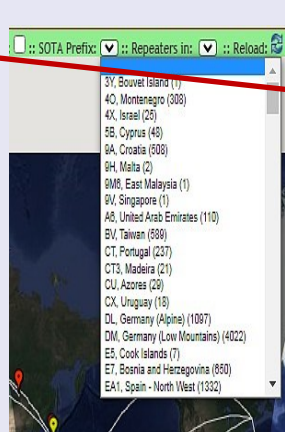 :: SOTA Prefix: :: Repeaters in: :: Reload:
3Y, Bouvet Island (1)
4O, Montenegro (308)
4X, Israel (25)
5B, Cyprus (48)
9A, Croatia (508)
9H, Malta (2)
9M6, East Malaysia (1)
9V, Singapore (1)
A6, United Arab Emirates (110)
BV, Taiwan (589)
CT, Portugal (237)
CT3, Madeira (21)
CU, Azores (29)
CX, Uruguay (18)
DL, Germany (Alpine) (1097)
DM, Germany (Low Mountains) (4022)
E5, Cook Islands (7)
E7, Bosnia and Herzegovina (650)
EA1, Spain - North West (1332)